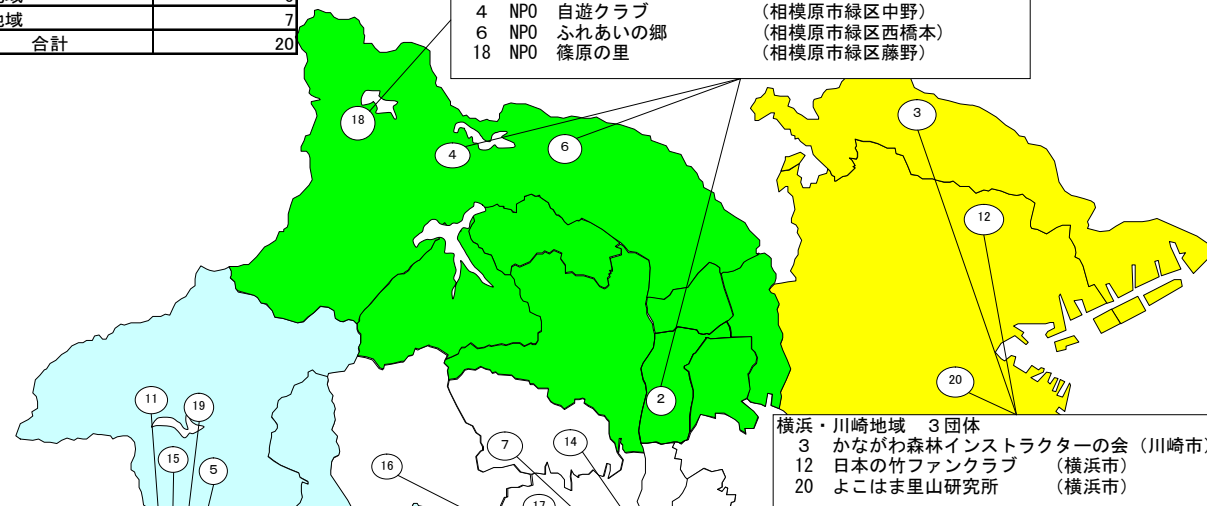 地域 7
合計 20
4 NPO 自遊クラブ (相模原市緑区中野)
6 NPO ふれあいの郷 (相模原市緑区西橋本)
18 NPO 篠原の里 (相模原市緑区藤野)
18
4
6
3
12
20
2
11
19
15
5
16
7
14
17
横浜・川崎地域 3団体
3 かながわ森林インストラクターの会(川崎市)
12 日本の竹ファンクラブ (横浜市)
20 よこはま里山研究所 (横浜市)